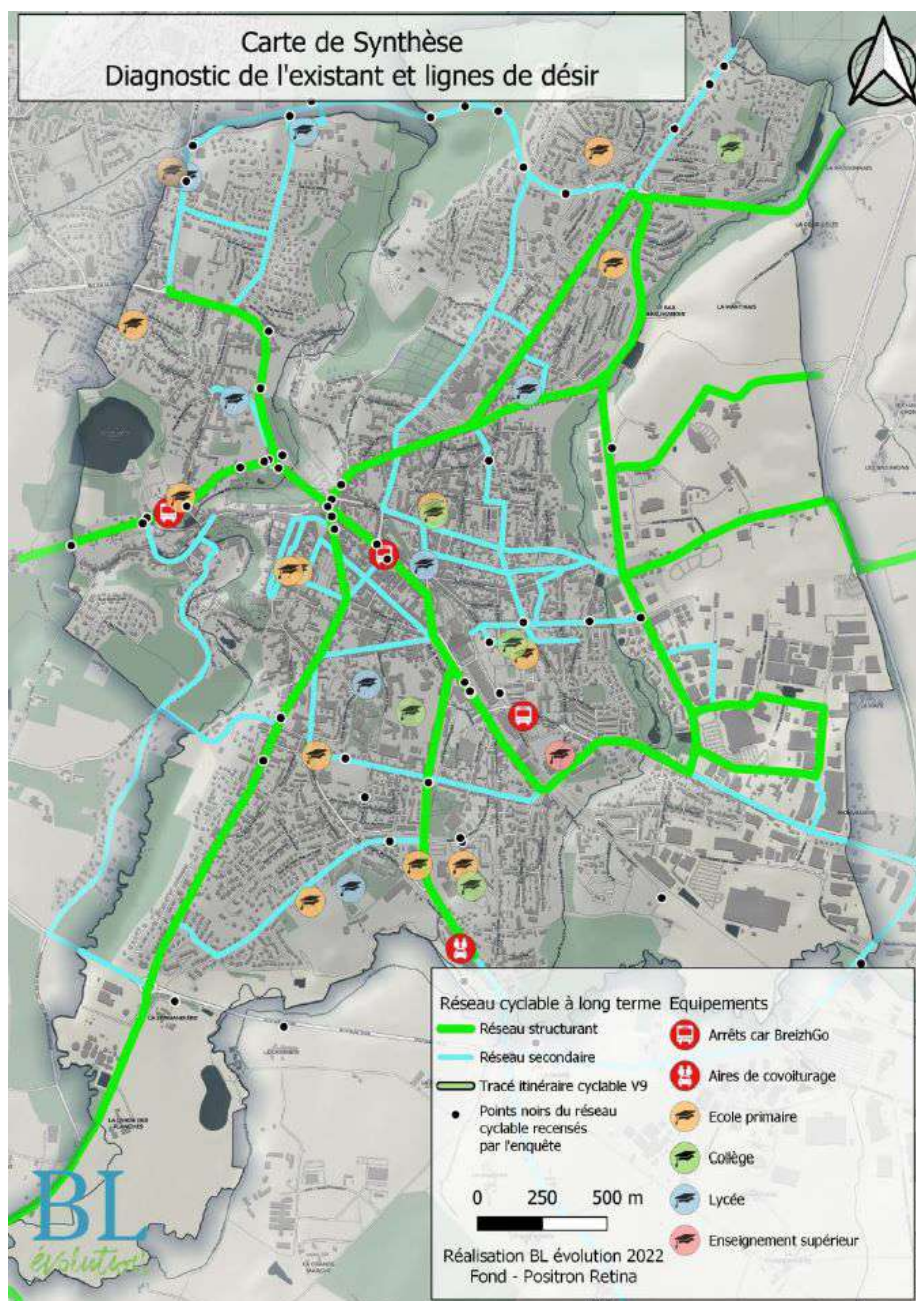 Carte de Synthèse
Diagnostic de l'existant et lignes de désir
Réseau cyclable à long terme
Réseau structurant
Réseau secondaire
Tracé itinéraire cyclable V9
Points noirs du réseau
cyclable recensés
par l'enquête
0 250 500 m
Réalisation BL évolution 2022
Fond - Positron Retina
Equipements
Arrêts car BreizhGo
Aires de covoiturage
Ecole primaire
Collège
Lycée
Enseignement supérieur
BL
évolution